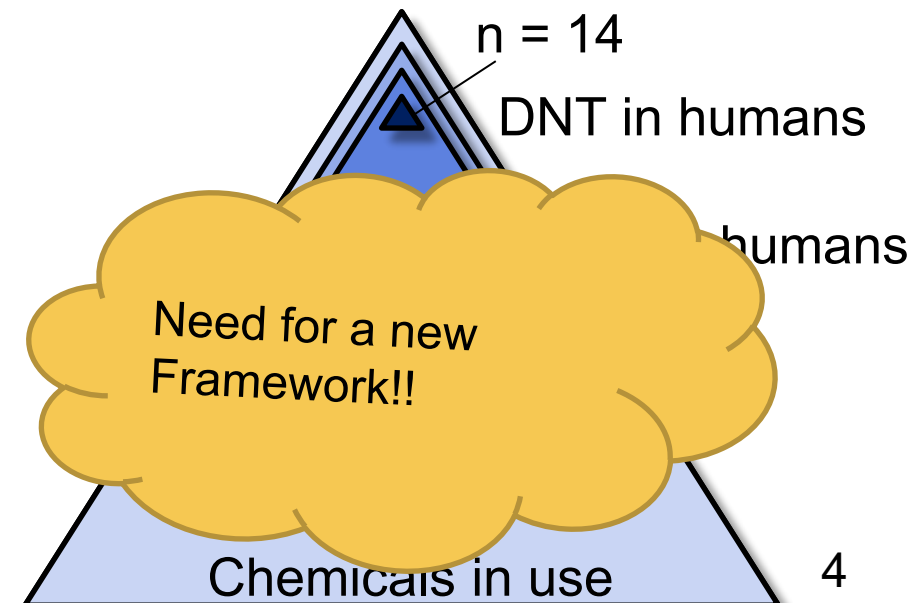 n = 14
DNT in humans
humans
Need for a new
Framework!!
Chemicals in use
4